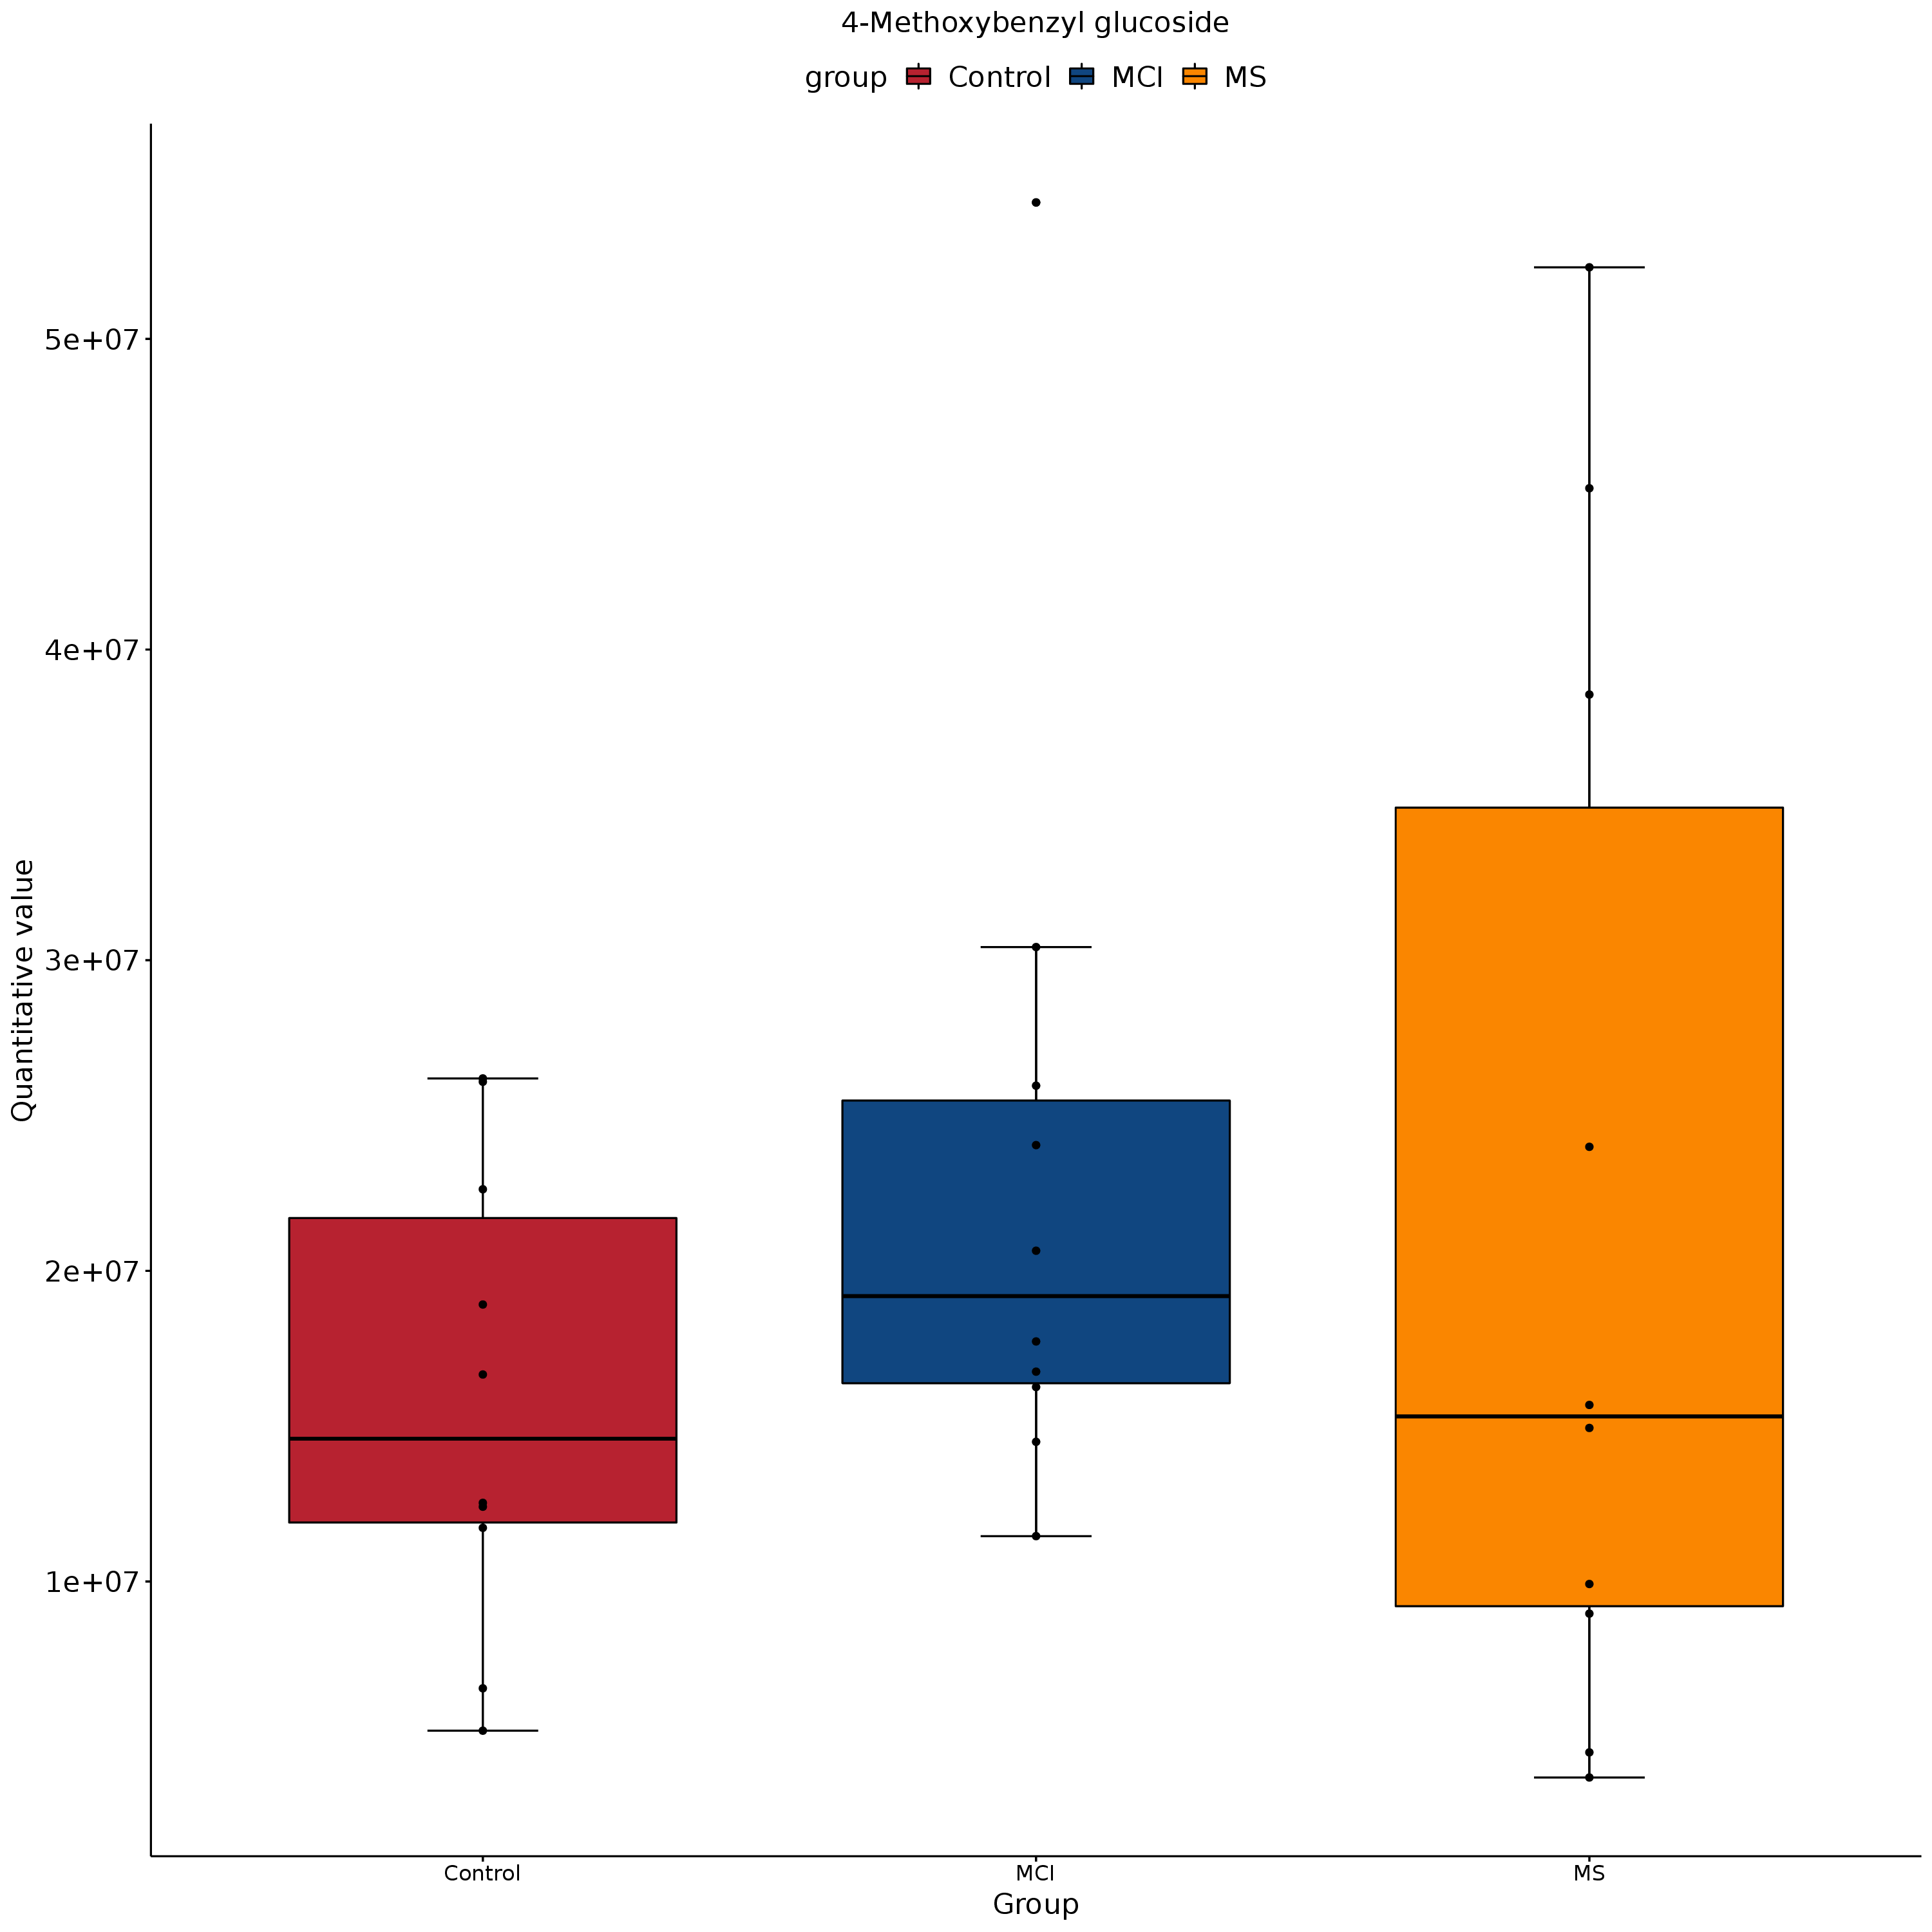 4-Methoxybenzyl glucoside
group Control MCI MS
5e+07
4e+07
3e+07
2e+07
1e+07
Quantitative value
Control MCI MS
Group